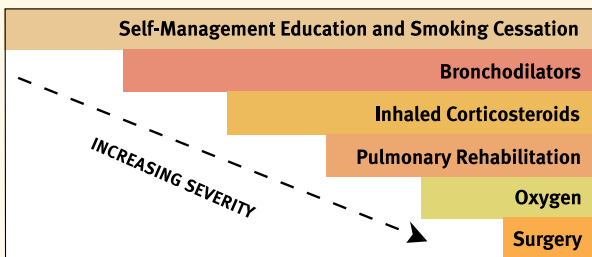 Self-Management Education and Smoking Cessation
Bronchodilators
Inhaled Corticosteroids
Pulmonary Rehabilitation
Oxygen
Surgery
INCREASING SEVERITY